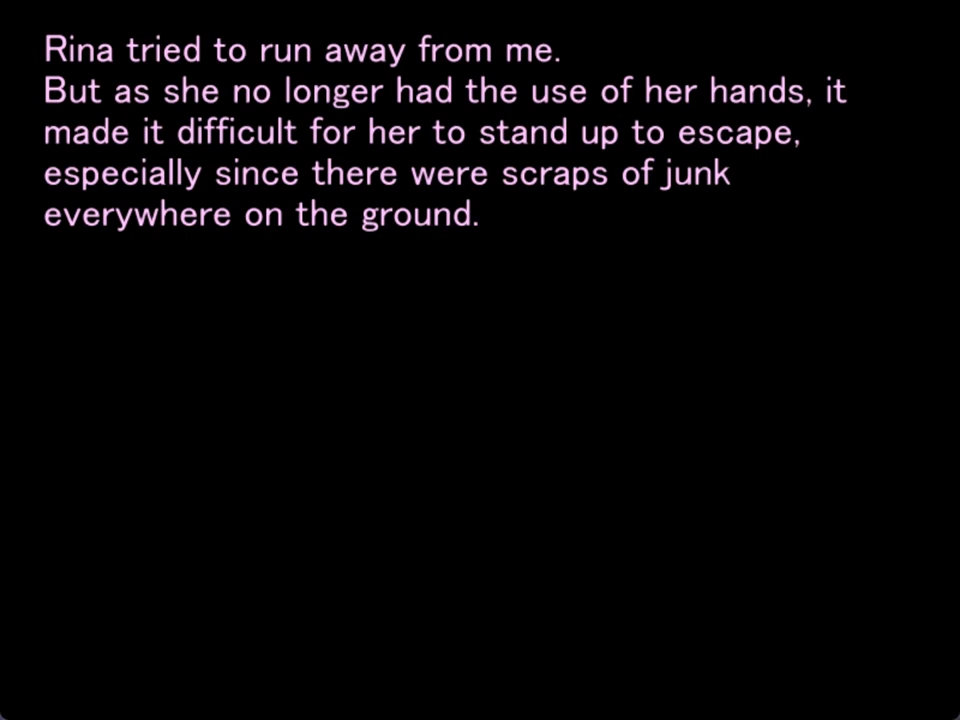 Rina tried to run away from me.
But as she no longer had the use of her hands, it
made it difficult for her to stand up to escape,
especially since there were scraps of junk
everywhere on the ground.